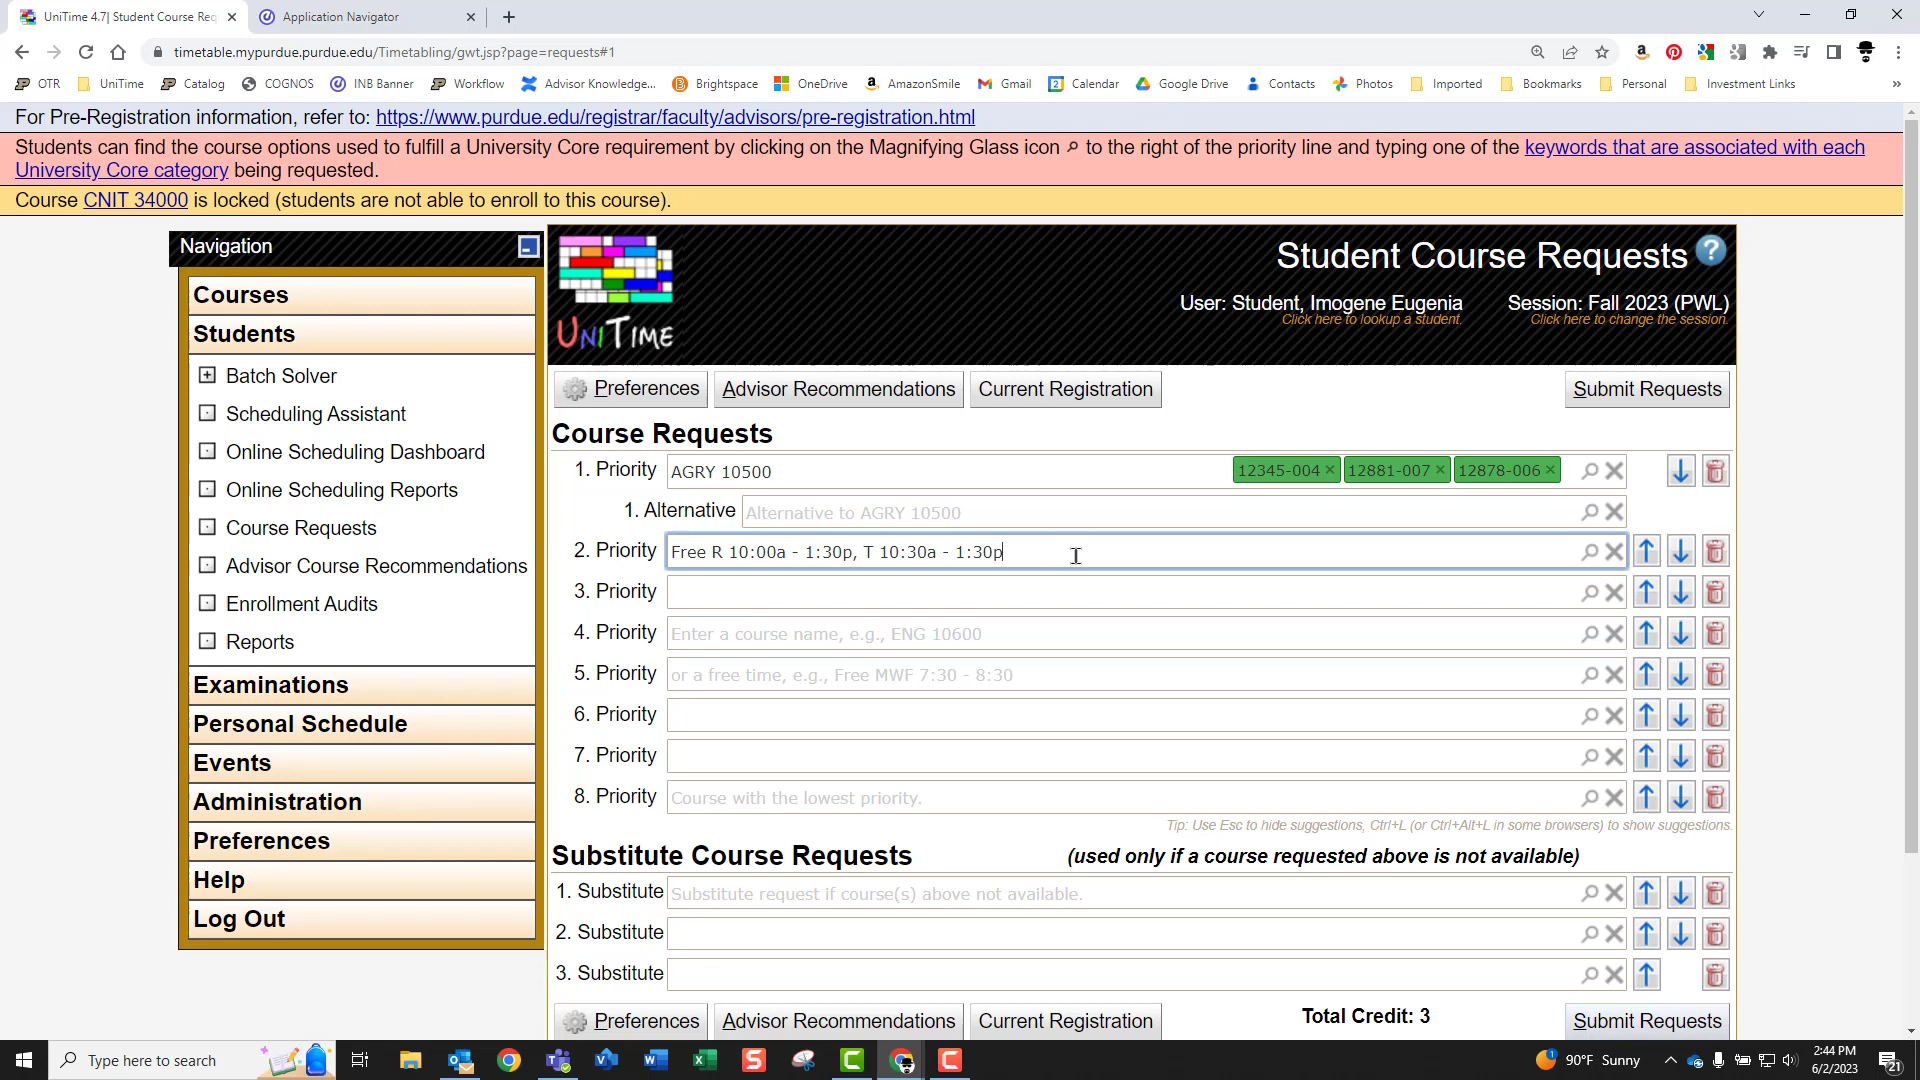 UniTime 4.7| Student Course Req
Application Navigator
timetable.mypurdue.purdue.edu/Timetabling/gwt.jsp?page=requests#1
OTR
UniTime
Catalog
COGNOS
INB Banner
Workflow
Advisor Knowledge...
Brightspace
OneDrive
AmazonSmile
Gmail
Calendar
Google Drive
Contacts
Photos
Imported
Bookmarks
Personal
Investment Links
For Pre-Registration information, refer to: https://www.purdue.edu/registrar/faculty/advisors/pre-registration.html
Students can find the course options used to fulfill a University Core requirement by clicking on the Magnifying Glass icon to the right of the priority line and typing one of the keywords that are associated with each
University Core category being requested.
Course CNIT 34000 is locked (students are not able to enroll to this course).
Navigation
Courses
Students
Batch Solver
Scheduling Assistant
Online Scheduling Dashboard
Online Scheduling Reports
Course Requests
Advisor Course Recommendations
Enrollment Audits
Reports
Examinations
Personal Schedule
Events
Administration
Preferences
Help
Log Out
UNITIME
Student Course Requests
User: Student, Imogene Eugenia
Click here to lookup a student.
Session: Fall 2023 (PWL)
Click here to change the session.
Preferences
Advisor Recommendations
Current Registration
Submit Requests
Course Requests
1. Priority AGRY 10500 12345-004 × 12881-007 × 12878-006 ×
1. Alternative Alternative to AGRY 10500
2. Priority Free R 10:00a - 1:30p, T 10:30a - 1:30p
3. Priority
4. Priority Enter a course name, e.g., ENG 10600
5. Priority or a free time, e.g., Free MWF 7:30 - 8:30
6. Priority
7. Priority
8. Priority Course with the lowest priority.
Tip: Use Esc to hide suggestions, Ctrl+L (or Ctrl+Alt+L in some browsers) to show suggestions.
Substitute Course Requests (used only if a course requested above is not available)
1. Substitute Substitute request if course(s) above not available.
2. Substitute
3. Substitute
Preferences
Advisor Recommendations
Current Registration
Total Credit: 3
Submit Requests
Type here to search
90°F Sunny
2:44 PM
6/2/2023
21